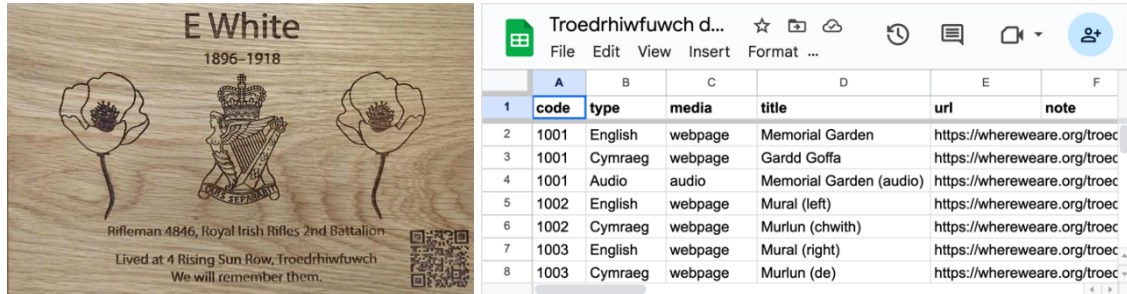 E White
1896–1918
QUIS SEPARABIT
Rifleman 4846, Royal Irish Rifles 2nd Battalion
Lived at 4 Rising Sun Row, Troedrhiwfuwch
We will remember them.
Troedrhiwfuwch d...
File Edit View Insert Format ...
A B C D E F
1 code type media title url note
2 1001 English webpage Memorial Garden https://whereweare.org/troed
3 1001 Cymraeg webpage Gardd Goffa https://whereweare.org/troed
4 1001 Audio audio Memorial Garden (audio) https://whereweare.org/troed
5 1002 English webpage Mural (left) https://whereweare.org/troed
6 1002 Cymraeg webpage Murlun (chwith) https://whereweare.org/troed
7 1003 English webpage Mural (right) https://whereweare.org/troed
8 1003 Cymraeg webpage Murlun (de) https://whereweare.org/troed